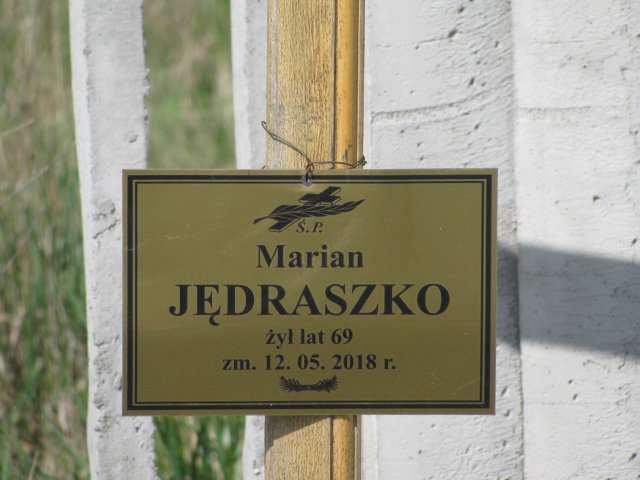 Ś.P.
Marian
JĘDRASZKO
żył lat 69
zm. 12. 05. 2018 r.